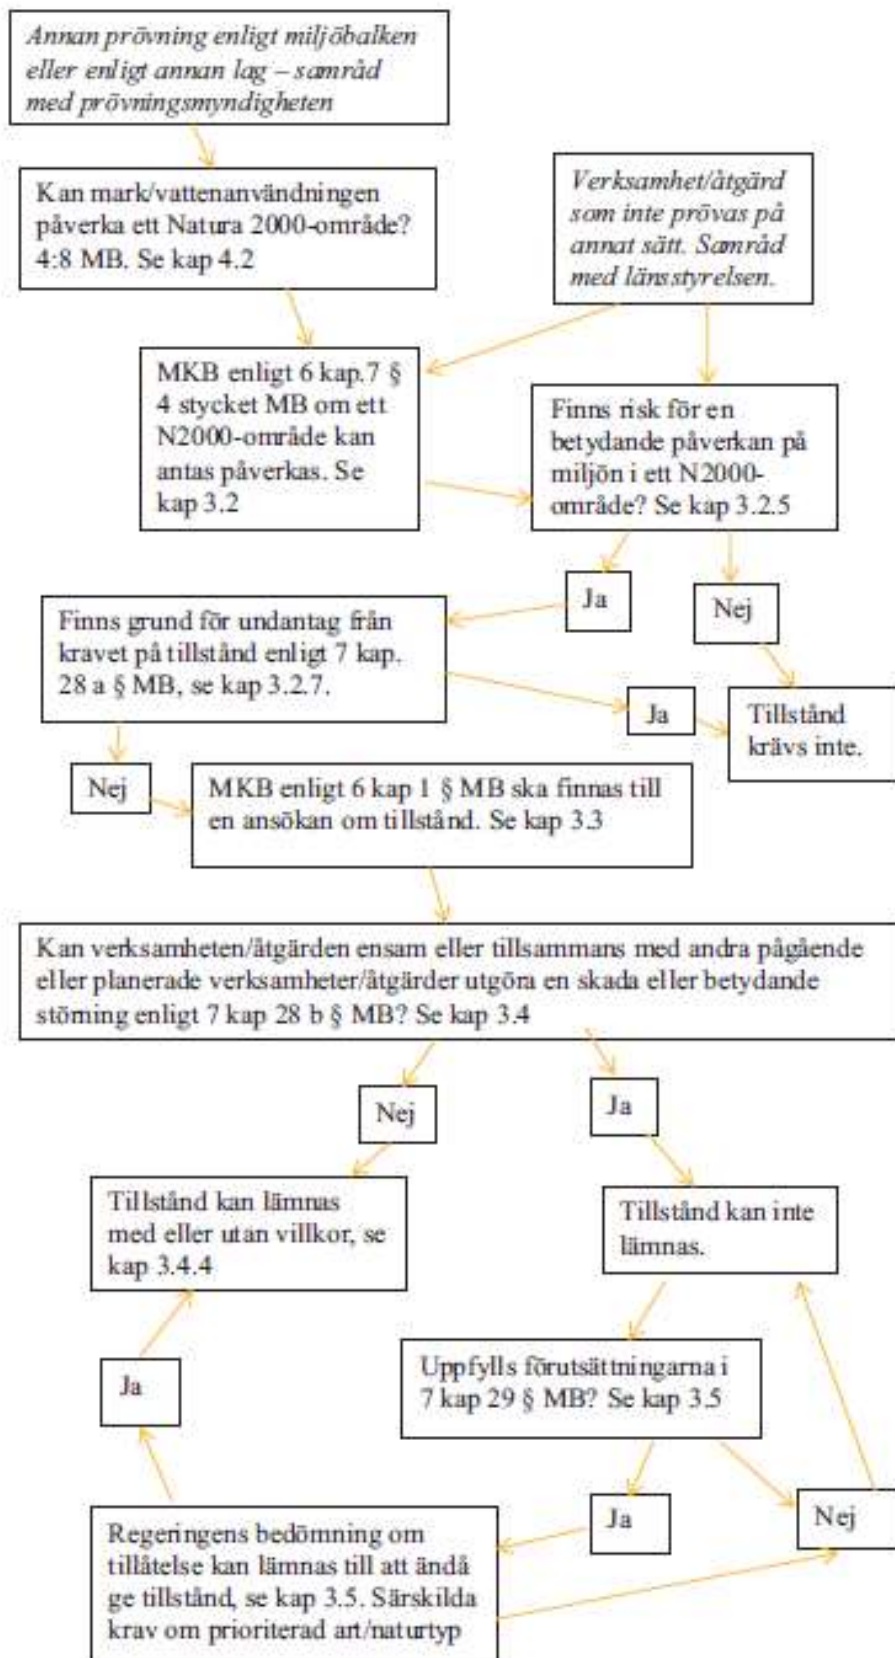 Annan prövning enligt miljöbalken
eller enligt annan lag – samråd
med prövningsmyndigheten
Kan mark/vattenanvändningen
påverka ett Natura 2000-område?
4:8 MB. Se kap 4.2
Verksamhet/åtgärd
som inte prövas på
annat sätt. Samråd
med länsstyrelsen.
MKB enligt 6 kap.7 §
4 stycket MB om ett
N2000-område kan
antas påverkas. Se
kap 3.2
Finns risk för en
betydande påverkan på
miljön i ett N2000-
område? Se kap 3.2.5
Ja
Nej
Finns grund för undantag från
kravet på tillstånd enligt 7 kap.
28 a § MB, se kap 3.2.7.
Ja
Tillstånd
krävs inte.
Nej
MKB enligt 6 kap 1 § MB ska finnas till
en ansökan om tillstånd. Se kap 3.3
Kan verksamheten/åtgärden ensam eller tillsammans med andra pågående
eller planerade verksamheter/åtgärder utgöra en skada eller betydande
störning enligt 7 kap 28 b § MB? Se kap 3.4
Nej
Ja
Tillstånd kan lämnas
med eller utan villkor, se
kap 3.4.4
Tillstånd kan inte
lämnas.
Ja
Uppfylls förutsättningarna i
7 kap 29 § MB? Se kap 3.5
Ja
Nej
Regeringens bedömning om
tillåtelse kan lämnas till att ändå
ge tillstånd, se kap 3.5. Särskilda
krav om prioriterad art/naturtyp